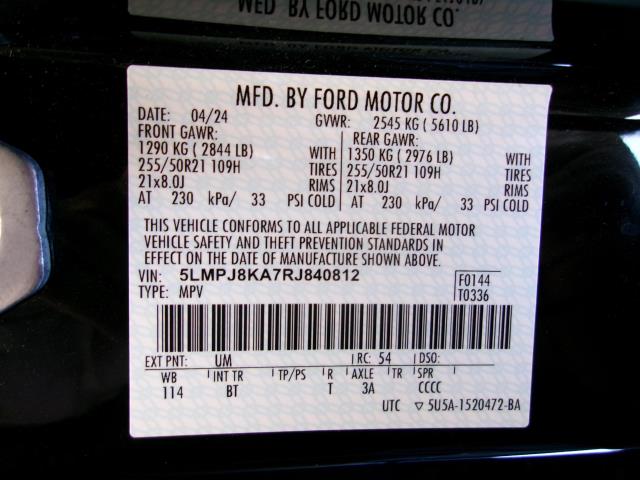 MFD. BY FORD MOTOR CO.
DATE: 04/24 GVWR: 2545 KG ( 5610 LB)
FRONT GAWR: REAR GAWR:
1290 KG ( 2844 LB) WITH 1350 KG ( 2976 LB) WITH
255/50R21 109H TIRES 255/50R21 109H TIRES
21x8.0J RIMS 21x8.0J RIMS
AT 230 kPa/ 33 PSI COLD AT 230 kPa/ 33 PSI COLD
THIS VEHICLE CONFORMS TO ALL APPLICABLE FEDERAL MOTOR
VEHICLE SAFETY AND THEFT PREVENTION STANDARDS IN
EFFECT ON THE DATE OF MANUFACTURE SHOWN ABOVE.
VIN: 5LMPJ8KA7RJ840812 F0144
TYPE: MPV T0336
EXT PNT: UM RC: 54 DSO:
WB INT TR TP/PS R AXLE TR SPR
114 BT T 3A CCCC
UTC ▽ 5U5A-1520472-BA